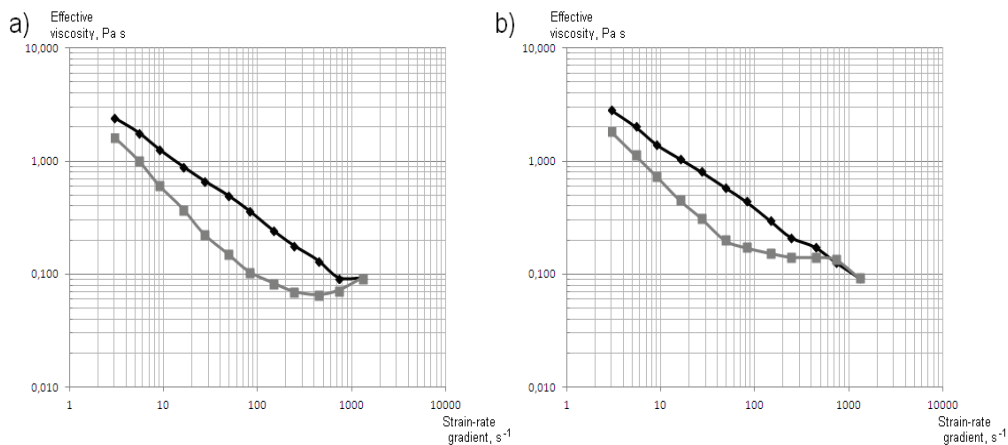 a)
Effective
viscosity, Pa s
10,000
1,000
0,100
0,010
1
10
100
1000
10000
Strain-rate
gradient, s⁻¹
b)
Effective
viscosity, Pa s
10,000
1,000
0,100
0,010
1
10
100
1000
10000
Strain-rate
gradient, s⁻¹